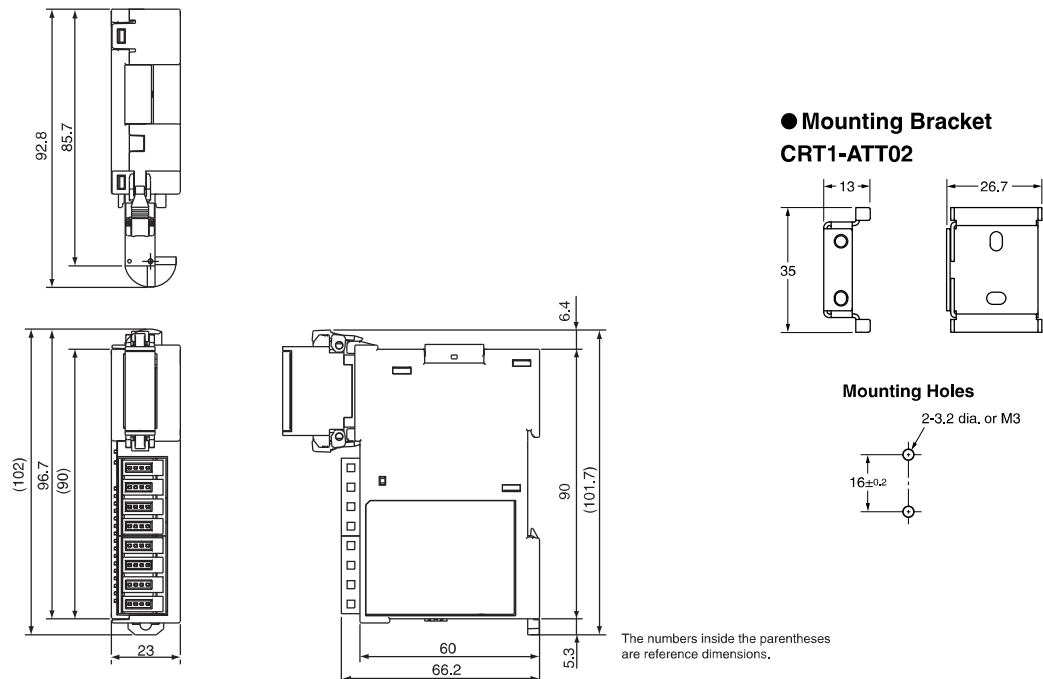 92.8
85.7
● Mounting Bracket
CRT1-ATT02
13
26.7
35
Mounting Holes
2-3.2 dia. or M3
16±0.2
(102)
96.7
(90)
23
6.4
90
(101.7)
5.3
60
66.2
The numbers inside the parentheses
are reference dimensions.